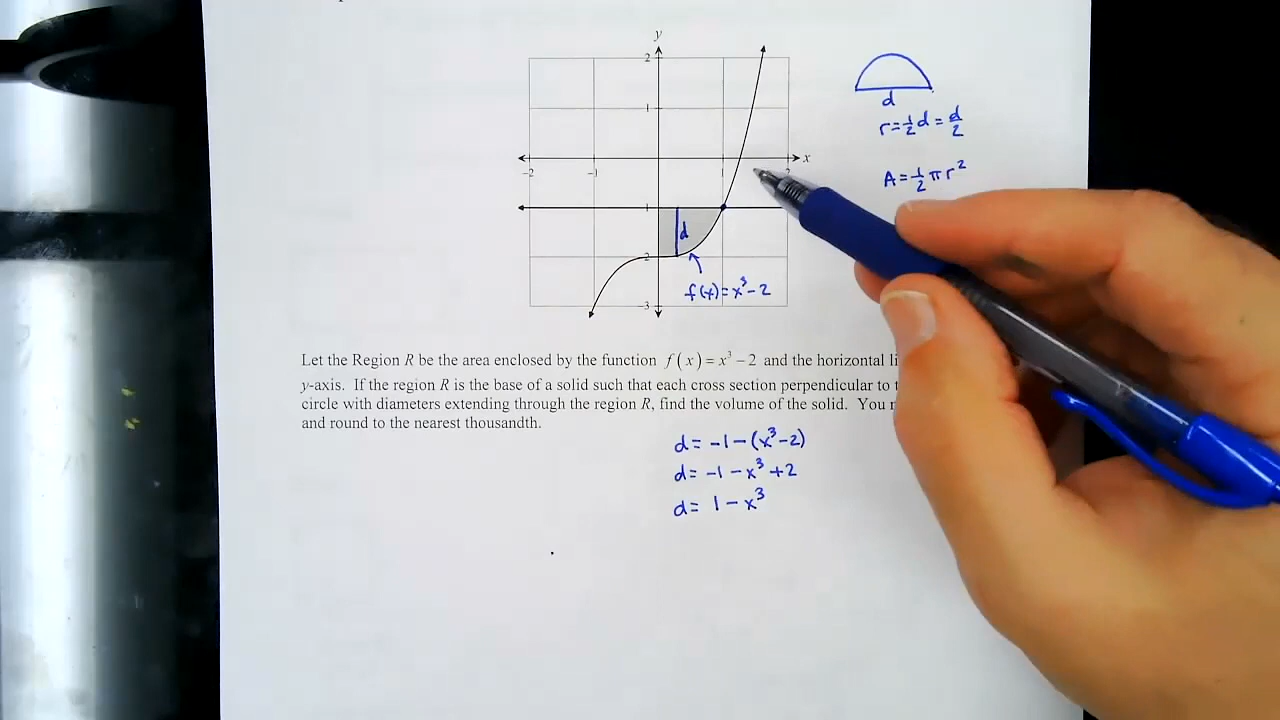 y
2
1
x
-2
-1
1
2
-1
d
-2
f(x)=x³-2
-3
d
r=½d=d/2
A=½πr²
Let the Region R be the area enclosed by the function f(x)=x³-2 and the horizontal
y-axis. If the region R is the base of a solid such that each cross section perpendicular to
circle with diameters extending through the region R, find the volume of the solid. You
and round to the nearest thousandth.
d=-1-(x³-2)
d=-1-x³+2
d=1-x³